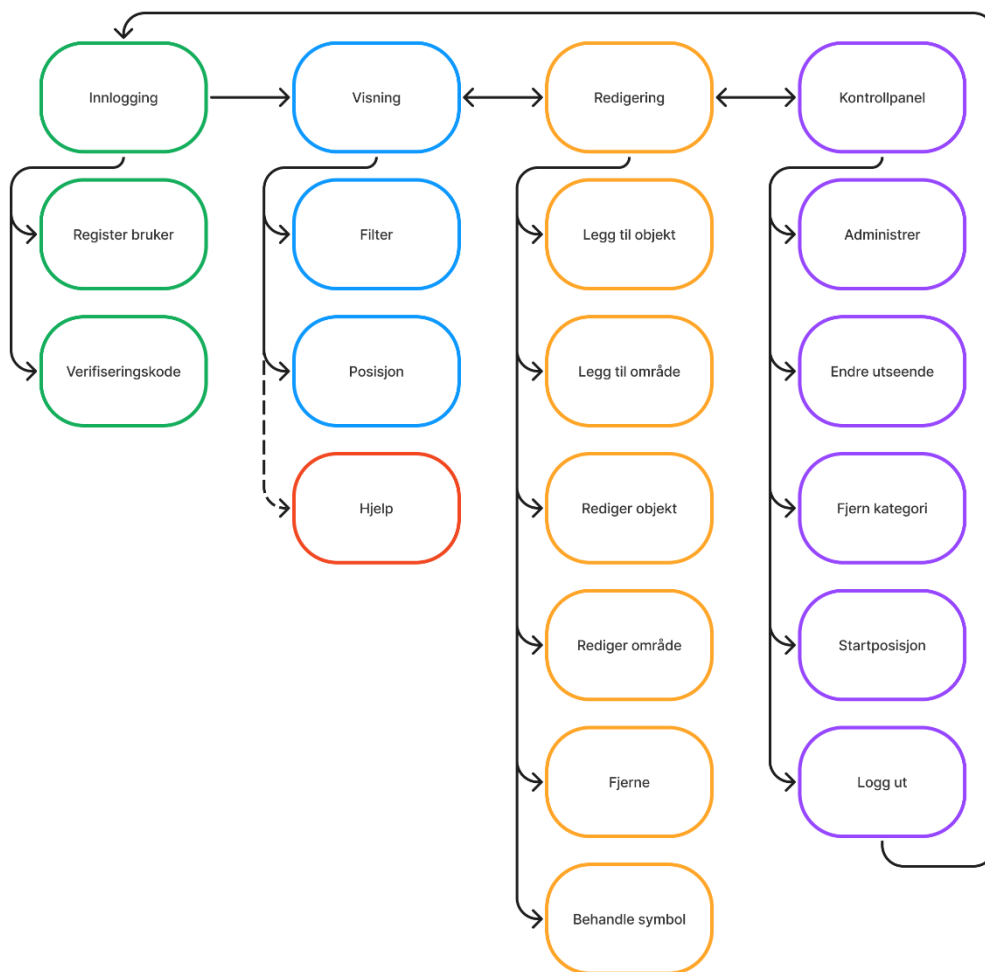 Innlogging
Visning
Redigering
Kontrollpanel
Register bruker
Filter
Legg til objekt
Administrer
Verifiseringskode
Posisjon
Legg til område
Endre utseende
Hjelp
Rediger objekt
Fjern kategori
Rediger område
Startposisjon
Fjerne
Logg ut
Behandle symbol